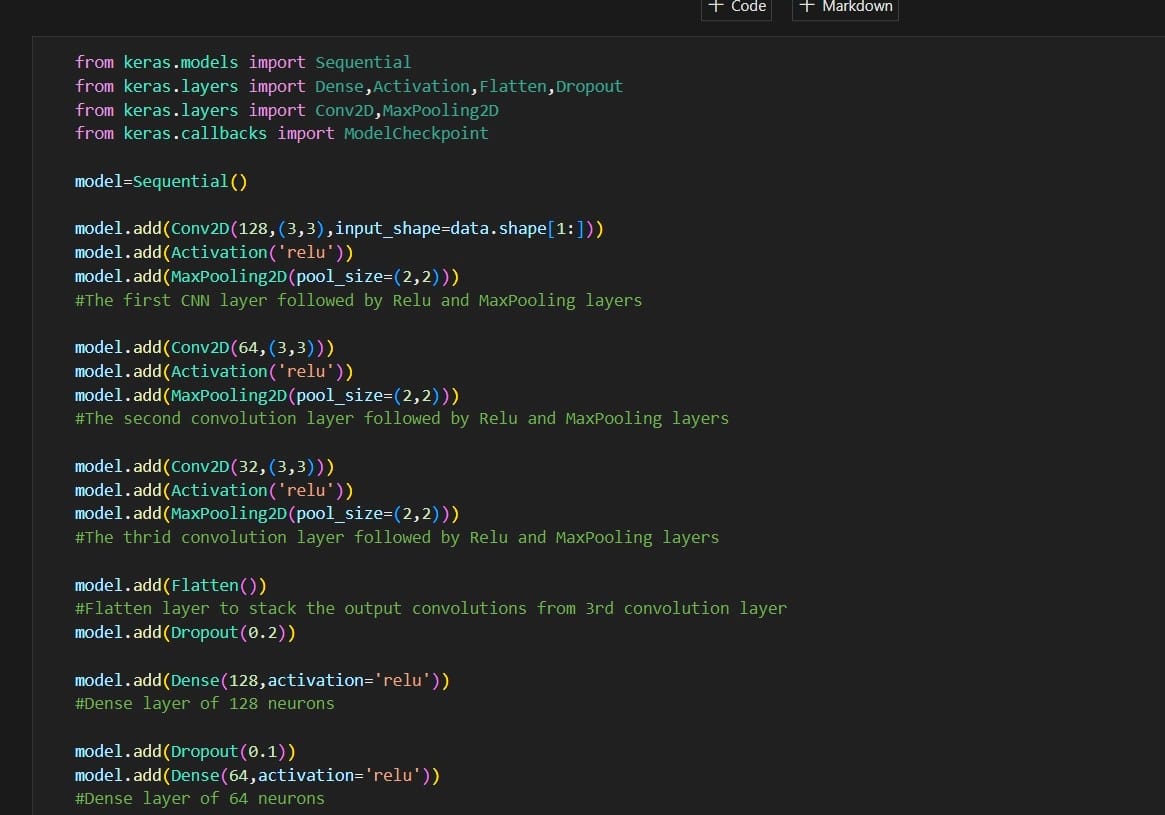 + Code + Markdown
from keras.models import Sequential
from keras.layers import Dense,Activation,Flatten,Dropout
from keras.layers import Conv2D,MaxPooling2D
from keras.callbacks import ModelCheckpoint
model=Sequential()
model.add(Conv2D(128,(3,3),input_shape=data.shape[1:]))
model.add(Activation('relu'))
model.add(MaxPooling2D(pool_size=(2,2)))
#The first CNN layer followed by Relu and MaxPooling layers
model.add(Conv2D(64,(3,3)))
model.add(Activation('relu'))
model.add(MaxPooling2D(pool_size=(2,2)))
#The second convolution layer followed by Relu and MaxPooling layers
model.add(Conv2D(32,(3,3)))
model.add(Activation('relu'))
model.add(MaxPooling2D(pool_size=(2,2)))
#The thrid convolution layer followed by Relu and MaxPooling layers
model.add(Flatten())
#Flatten layer to stack the output convolutions from 3rd convolution layer
model.add(Dropout(0.2))
model.add(Dense(128,activation='relu'))
#Dense layer of 128 neurons
model.add(Dropout(0.1))
model.add(Dense(64,activation='relu'))
#Dense layer of 64 neurons